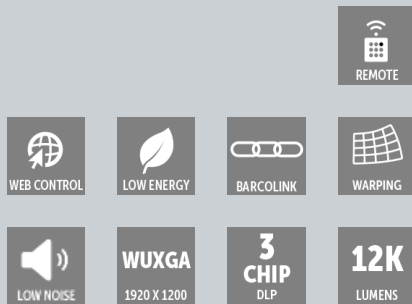 REMOTE
WEB CONTROL
LOW ENERGY
BARCOLINK
WARPING
LOW NOISE
WUXGA
1920 X 1200
3
CHIP
DLP
12K
LUMENS